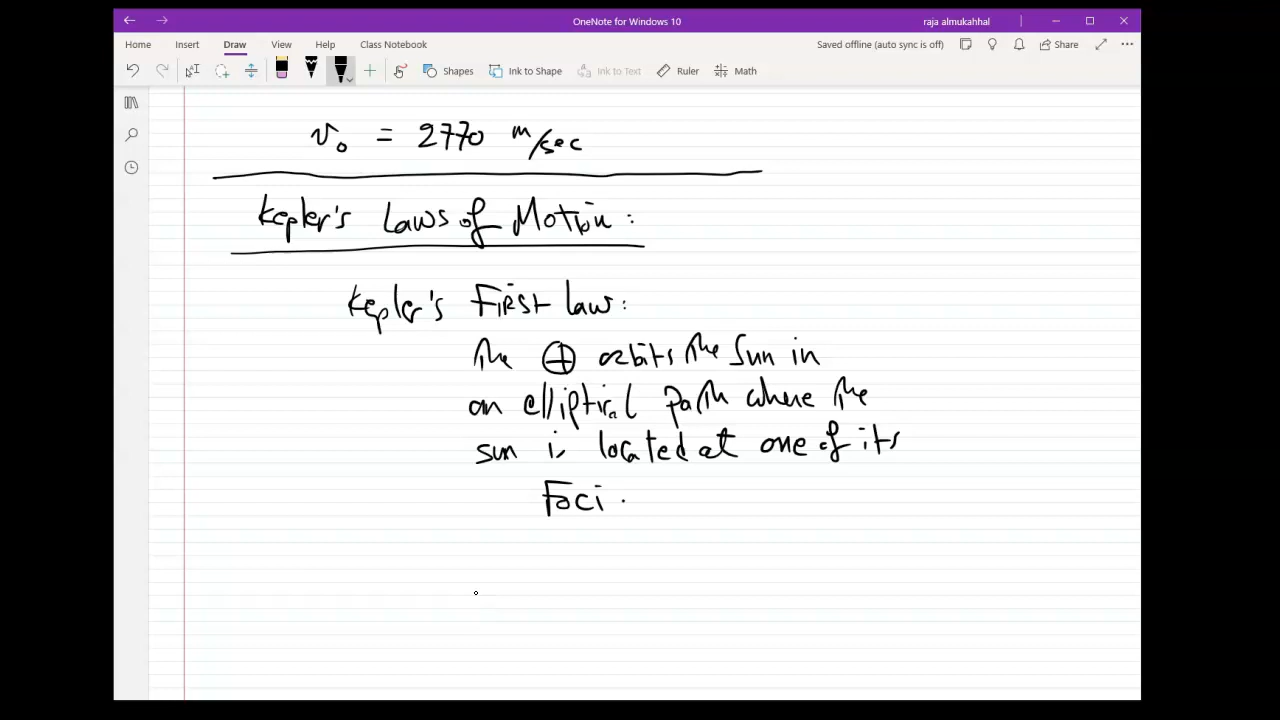 OneNote for Windows 10
raja almukahhal
Home Insert Draw View Help Class Notebook
Saved offline (auto sync is off)
Share
Shapes
Ink to Shape
Ink to Text
Ruler
Math
v₀ = 2770 m/sec
Kepler's Laws of Motion :
Kepler's First law :
The ⊕ orbits The Sun in
an elliptical path where the
sun is located at one of its
Foci .